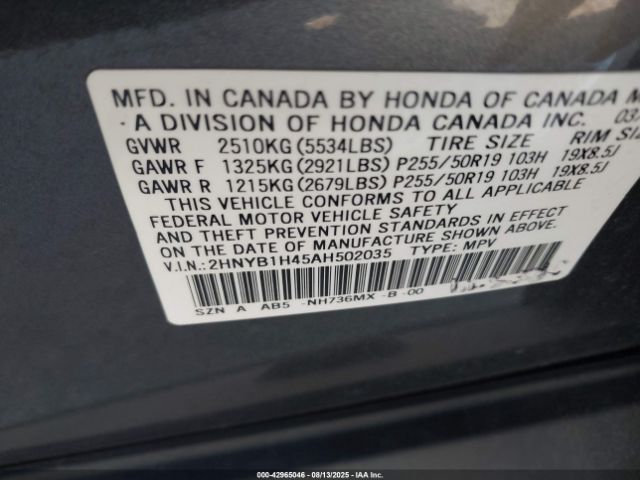 MFD. IN CANADA BY HONDA OF CANADA M
A DIVISION OF HONDA CANADA INC. 03
GVWR 2510KG(5534LBS) TIRE SIZE RIM SIZE
GAWR F 1325KG(2921LBS) P255/50R19 103H 19X8.5J
GAWR R 1215KG(2679LBS) P255/50R19 103H 19X8.5J
THIS VEHICLE CONFORMS TO ALL APPLICABLE
FEDERAL MOTOR VEHICLE SAFETY
AND THEFT PREVENTION STANDARDS IN EFFECT
ON THE DATE OF MANUFACTURE SHOWN ABOVE.
V.I.N.: 2HNYB1H45AH502035 TYPE: MPV
SZN A AB5 -NH736MX -B -00
000-42965046 - 08/13/2025 - IAA Inc.